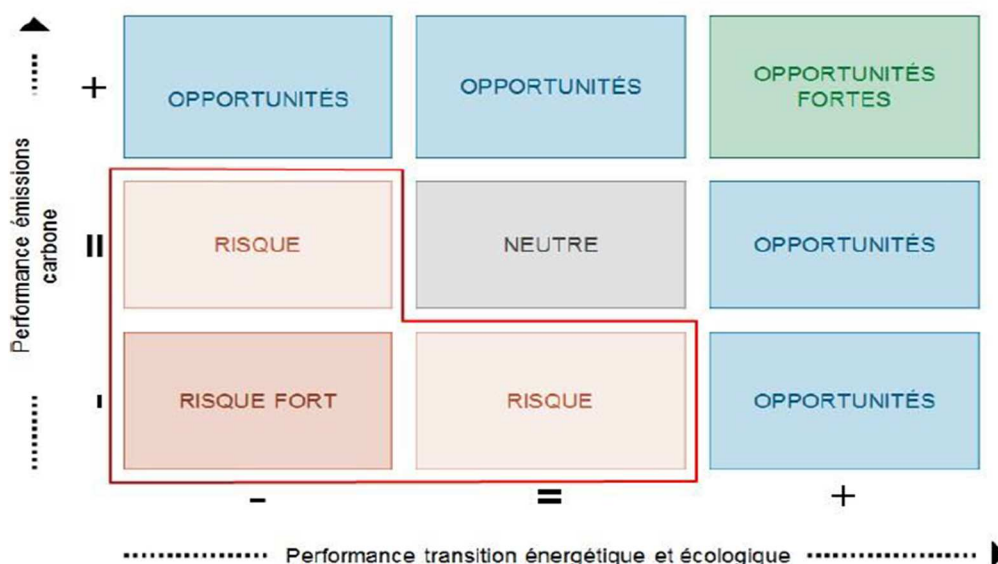 +
OPPORTUNITÉS
OPPORTUNITÉS
OPPORTUNITÉS
FORTES
Performance émissions
carbone
=
RISQUE
NEUTRE
OPPORTUNITÉS
-
RISQUE FORT
RISQUE
OPPORTUNITÉS
-
=
+
Performance transition énergétique et écologique